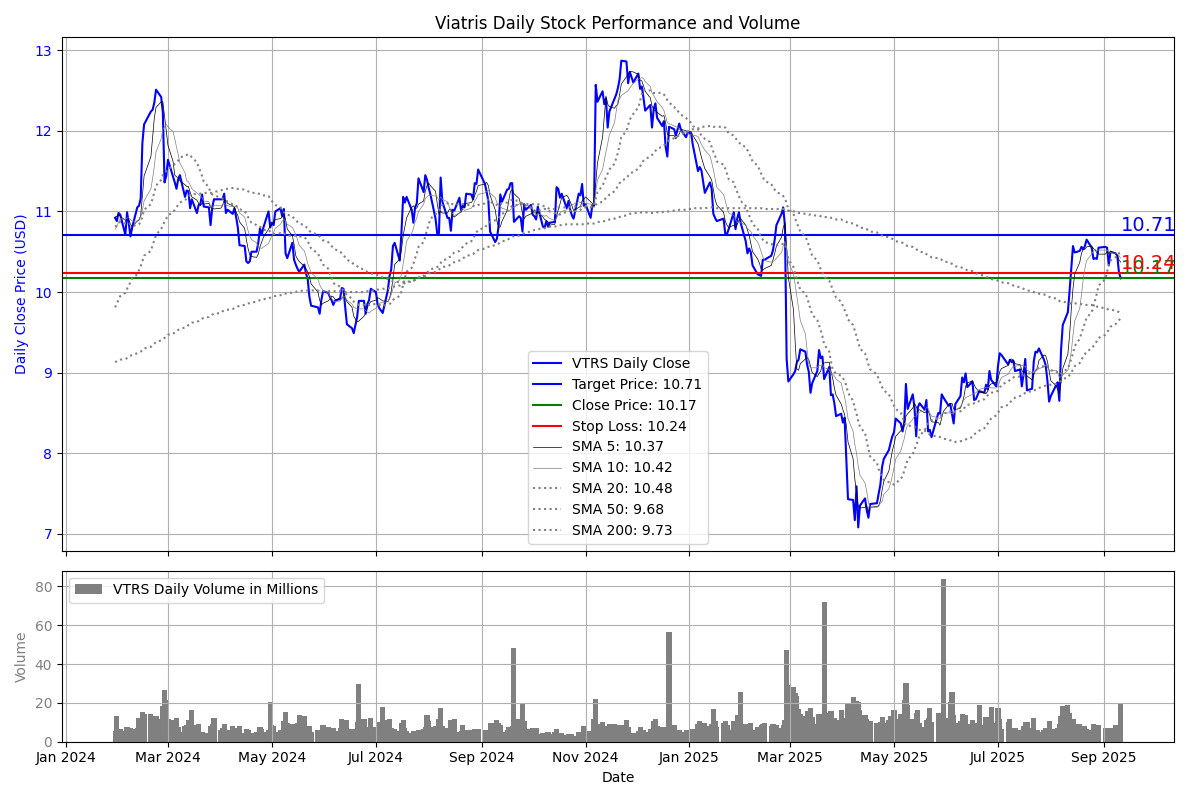 Viatris Daily Stock Performance and Volume
13
12
11
10
9
8
7
Daily Close Price (USD)
10.71
10.24
10.17
VTRS Daily Close
Target Price: 10.71
Close Price: 10.17
Stop Loss: 10.24
SMA 5: 10.37
SMA 10: 10.42
SMA 20: 10.48
SMA 50: 9.68
SMA 200: 9.73
80
60
40
20
0
Volume
VTRS Daily Volume in Millions
Jan 2024 Mar 2024 May 2024 Jul 2024 Sep 2024 Nov 2024 Jan 2025 Mar 2025 May 2025 Jul 2025 Sep 2025
Date